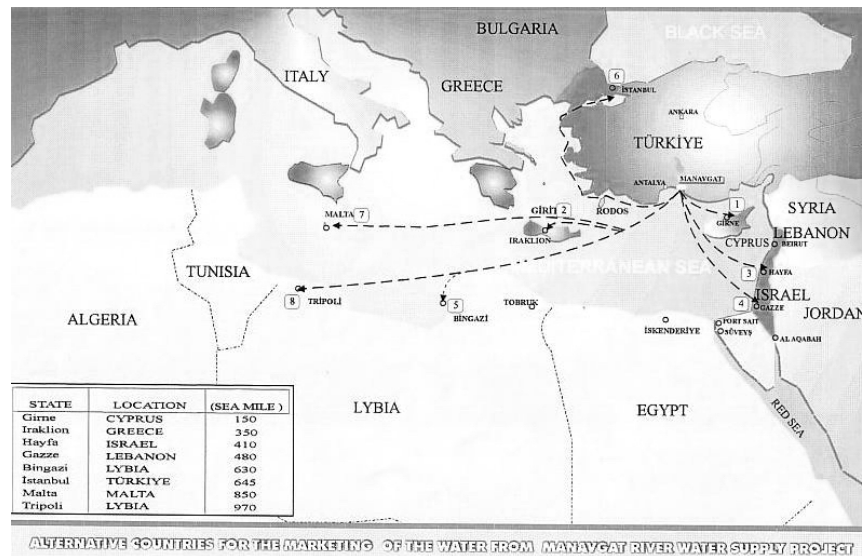 BULGARIA
BLACK SEA
ITALY
GREECE
6
İSTANBUL
ANKARA
TÜRKİYE
ANTALYA
MANAVGAT
MALTA 7
GİRİT
2
RODOS
1
GİRNE
SYRIA
IRAKLION
CYPRUS
LEBANON
BEIRUT
TUNISIA
MEDITERRANEAN SEA
3
HAYFA
8
TRİPOLİ
5
BİNGAZİ
TOBRUK
4
ISRAEL
GAZZE
JORDAN
ALGERIA
İSKENDERİYE
PORT SAIT
SÜVEYŞ
AL AQABAH
LYBIA
EGYPT
RED SEA
STATE LOCATION (SEA MILE )
Girne CYPRUS 150
Iraklion GREECE 350
Hayfa ISRAEL 410
Gazze LEBANON 480
Bingazi LYBIA 630
İstanbul TÜRKİYE 645
Malta MALTA 850
Tripoli LYBIA 970
ALTERNATIVE COUNTRIES FOR THE MARKETING OF THE WATER FROM MANAVGAT RIVER WATER SUPPLY PROJECT